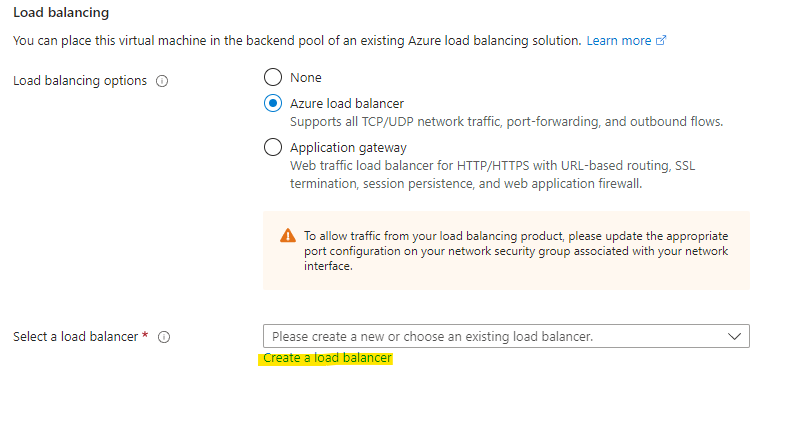 Load balancing
You can place this virtual machine in the backend pool of an existing Azure load balancing solution. Learn more
Load balancing options
None
Azure load balancer
Supports all TCP/UDP network traffic, port-forwarding, and outbound flows.
Application gateway
Web traffic load balancer for HTTP/HTTPS with URL-based routing, SSL
termination, session persistence, and web application firewall.
To allow traffic from your load balancing product, please update the appropriate
port configuration on your network security group associated with your network
interface.
Select a load balancer *
Please create a new or choose an existing load balancer.
Create a load balancer